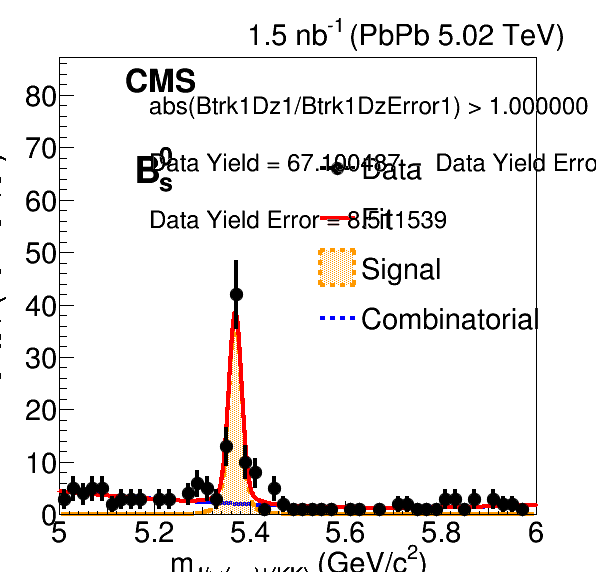 1.5 nb-1 (PbPb 5.02 TeV)
CMS
abs(Btrk1Dz1/Btrk1DzError1) > 1.000000
B0s
Data Yield = 67.100487 - Data Yield Erro
Data
Data Yield Error = 8.511539
Fit
Signal
Combinatorial
80
70
60
50
40
30
20
10
0
5 5.2 5.4 5.6 5.8 6
m (GeV/c2)